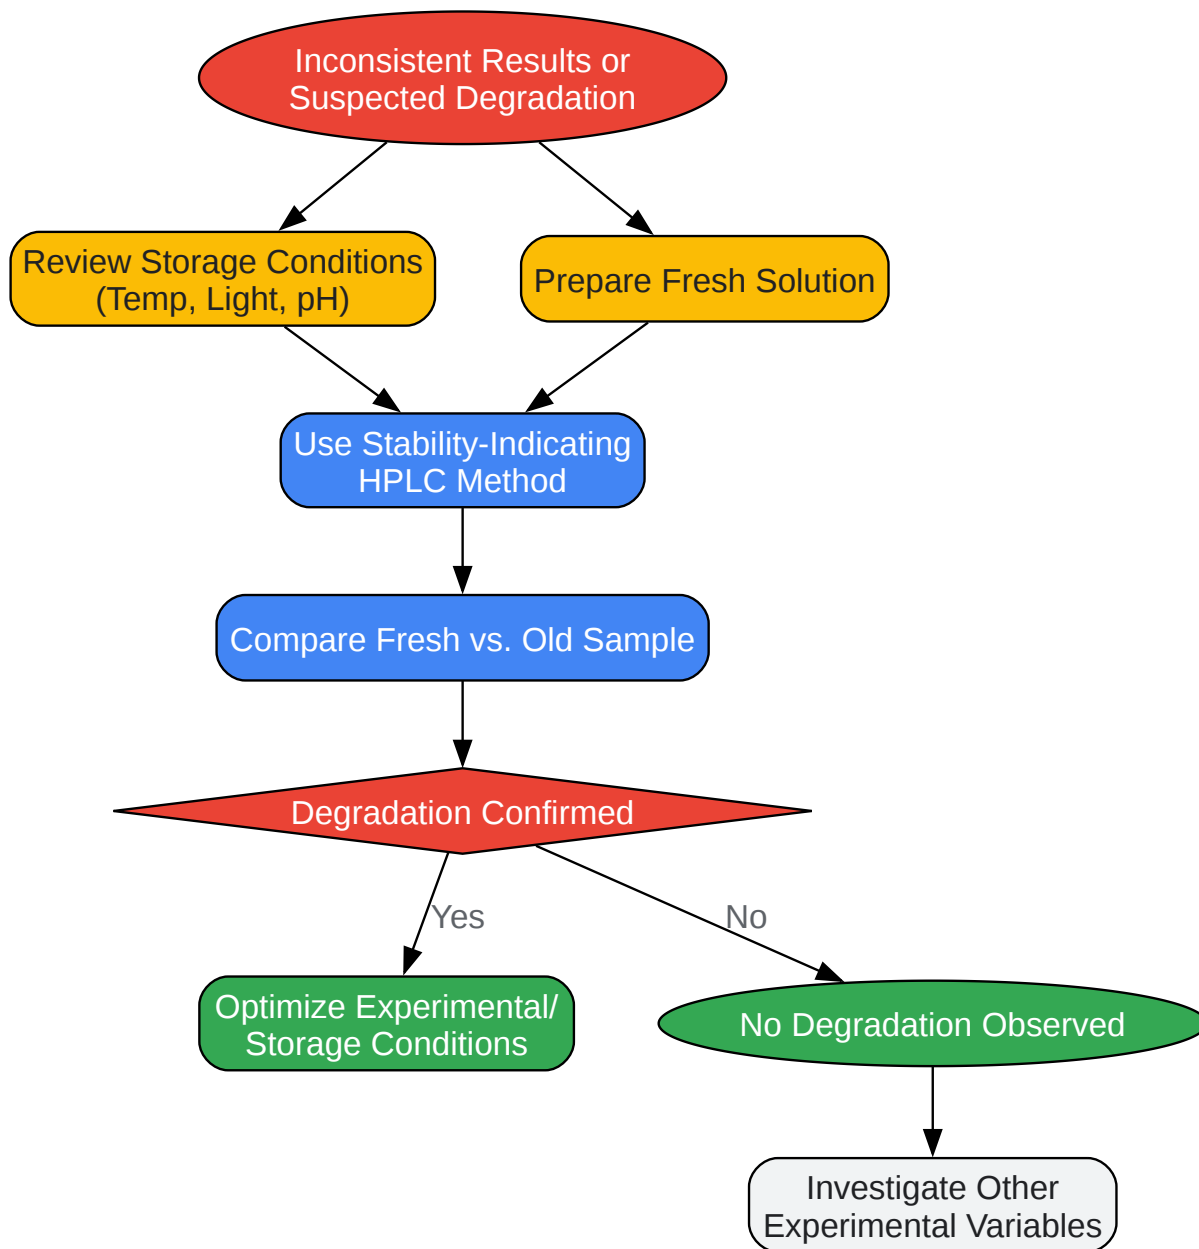 Inconsistent Results or
Suspected Degradation
Review Storage Conditions
(Temp, Light, pH)
Prepare Fresh Solution
Use Stability-Indicating
HPLC Method
Compare Fresh vs. Old Sample
Degradation Confirmed
Yes
No
Optimize Experimental/
Storage Conditions
No Degradation Observed
Investigate Other
Experimental Variables